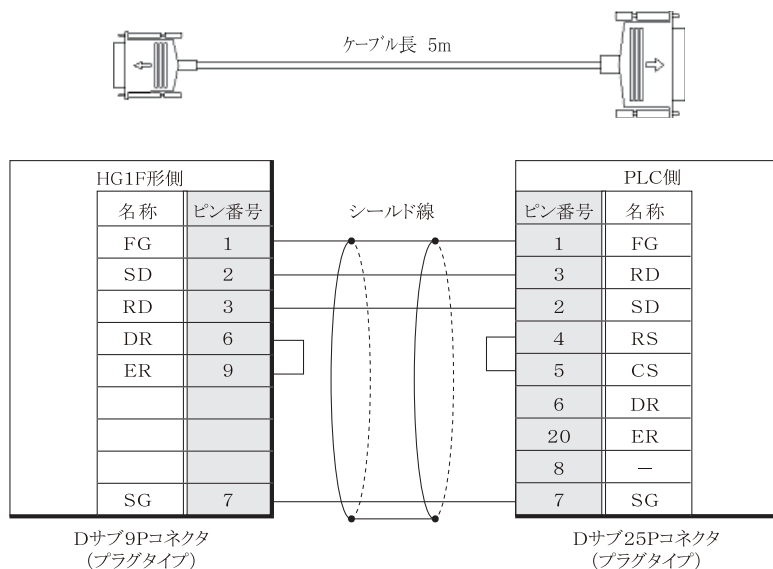 ケーブル長 5m
HG1F形側
名称 ピン番号
FG 1
SD 2
RD 3
DR 6
ER 9
SG 7
Dサブ9Pコネクタ
(プラグタイプ)
シールド線
PLC側
ピン番号 名称
1 FG
3 RD
2 SD
4 RS
5 CS
6 DR
20 ER
8 −
7 SG
Dサブ25Pコネクタ
(プラグタイプ)